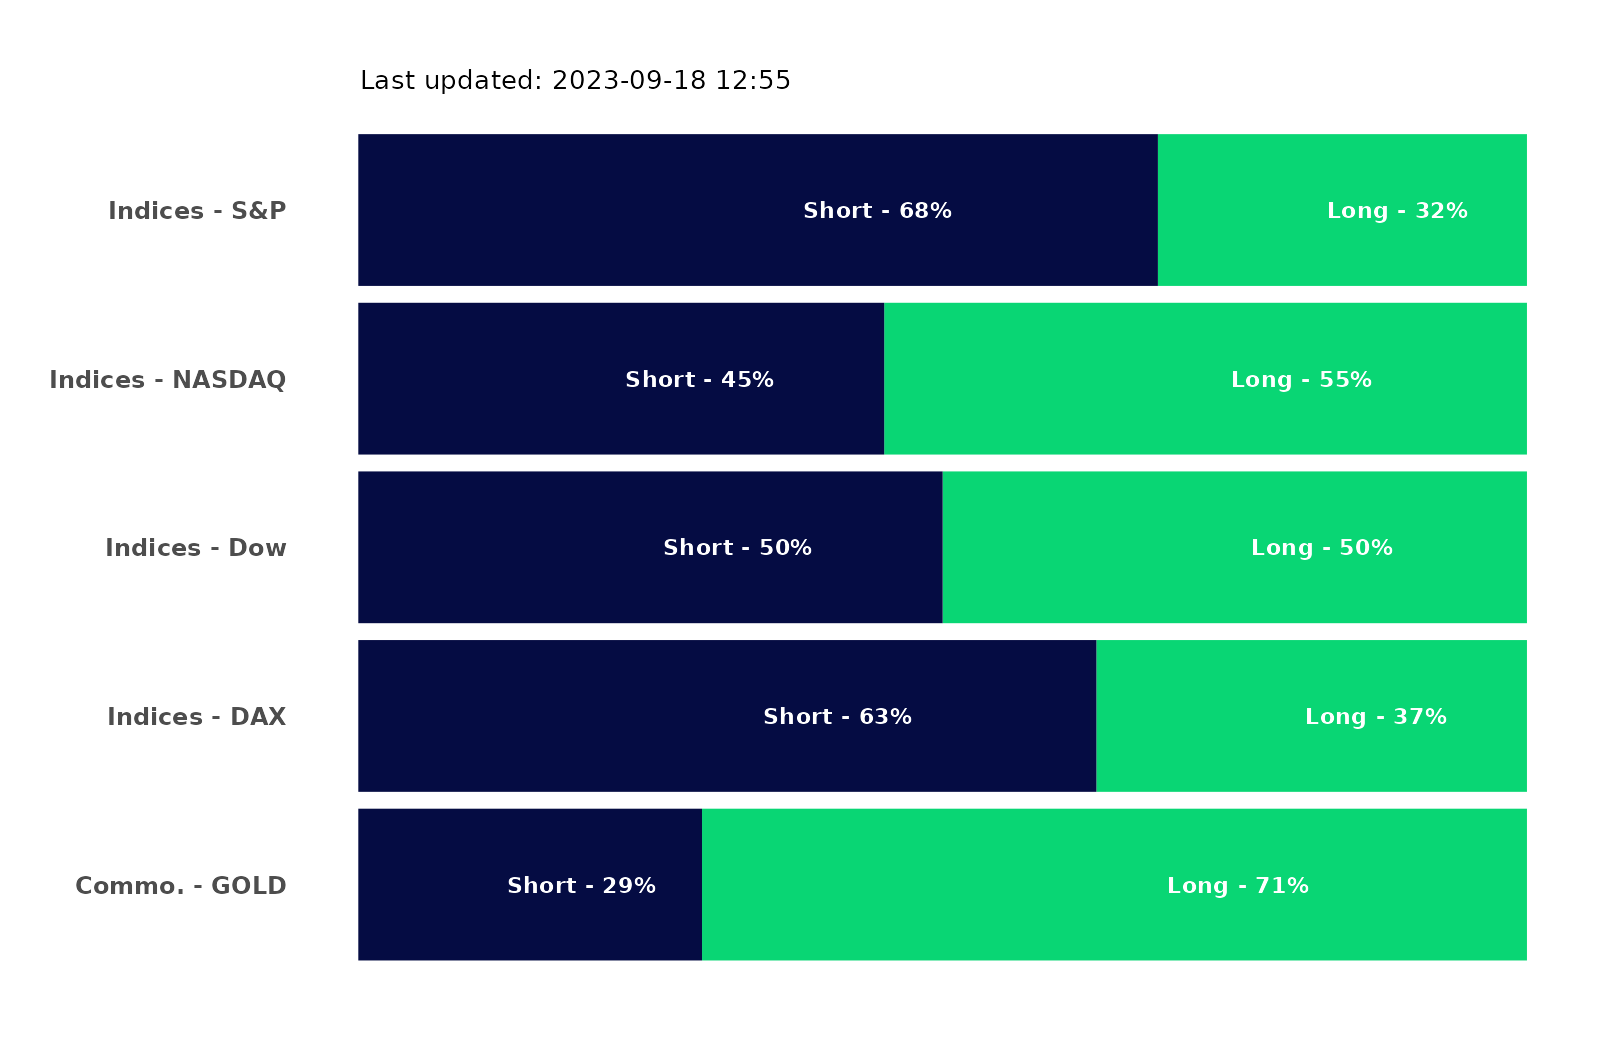 Last updated: 2023-09-18 12:55
Indices - S&P Short - 68% Long - 32%
Indices - NASDAQ Short - 45% Long - 55%
Indices - Dow Short - 50% Long - 50%
Indices - DAX Short - 63% Long - 37%
Commo. - GOLD Short - 29% Long - 71%